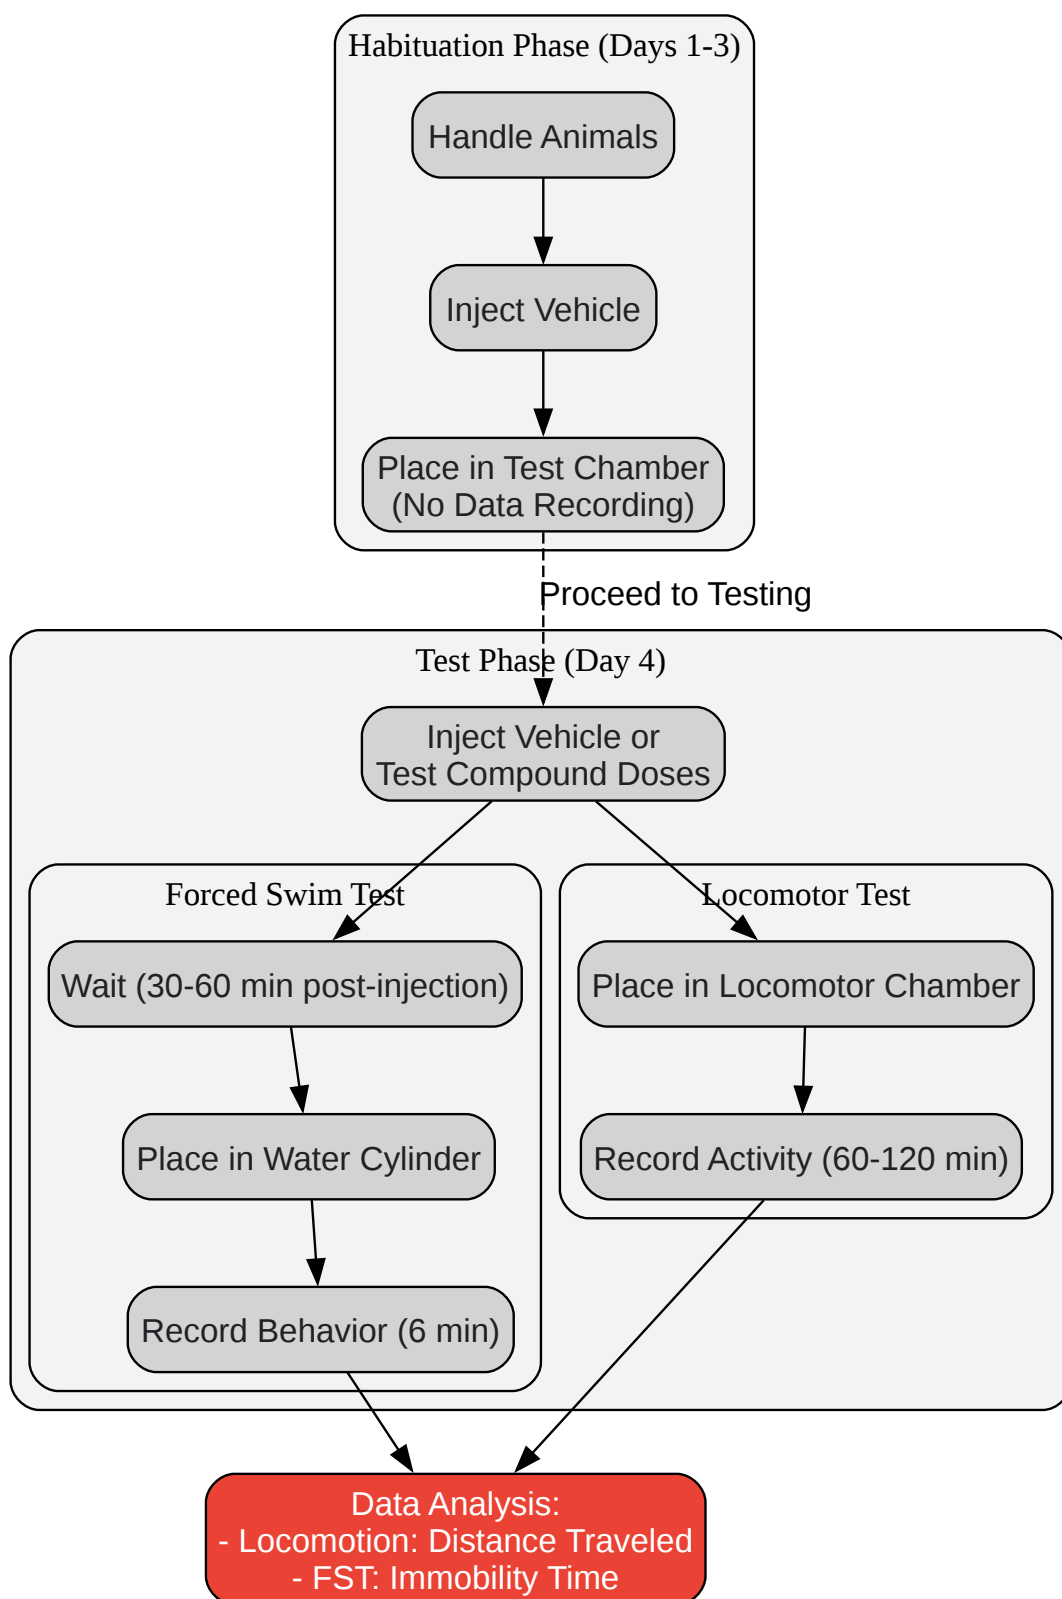 Habituation Phase (Days 1-3)
Handle Animals
Inject Vehicle
Place in Test Chamber
(No Data Recording)
Proceed to Testing
Test Phase (Day 4)
Inject Vehicle or
Test Compound Doses
Forced Swim Test
Wait (30-60 min post-injection)
Place in Water Cylinder
Record Behavior (6 min)
Locomotor Test
Place in Locomotor Chamber
Record Activity (60-120 min)
Data Analysis:
- Locomotion: Distance Traveled
- FST: Immobility Time